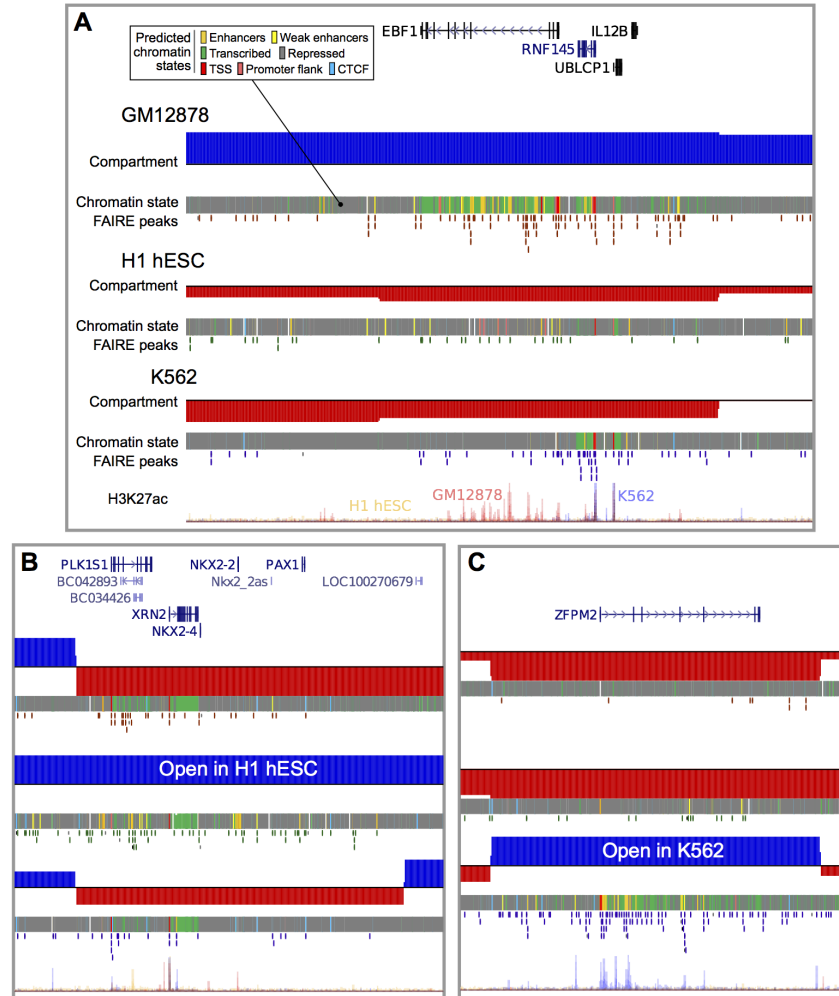 A
EBF1
IL12B
RNF145
UBLCP1
Predicted chromatin states
Enhancers
Weak enhancers
Transcribed
Repressed
TSS
Promoter flank
CTCF
GM12878
Compartment
Chromatin state
FAIRE peaks
H1 hESC
Compartment
Chromatin state
FAIRE peaks
K562
Compartment
Chromatin state
FAIRE peaks
H3K27ac
H1 hESC
GM12878
K562
B
PLK1S1
NKX2-2
PAX1
BC042893
Nkx2_2as
LOC100270679
BC034426
XRN2
NKX2-4
Open in H1 hESC
C
ZFPM2
Open in K562